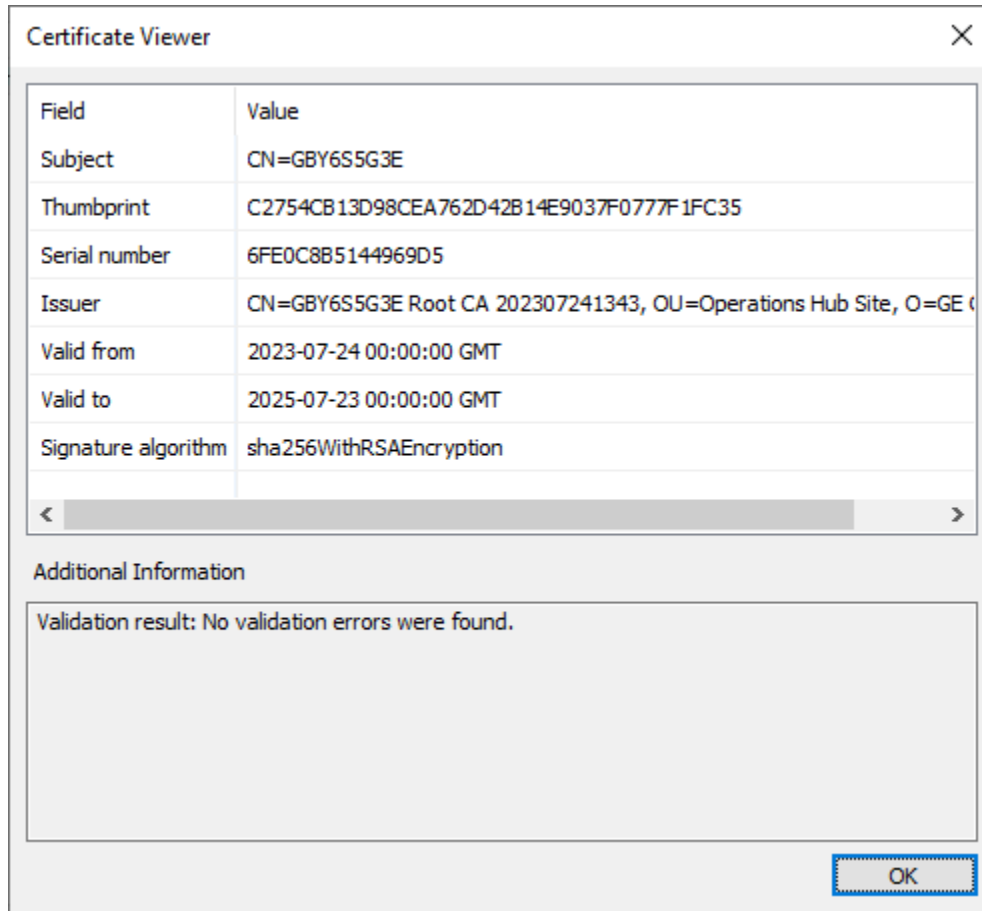 Certificate Viewer
Field Value
Subject CN=GBY6S5G3E
Thumbprint C2754CB13D98CEA762D42B14E9037F0777F1FC35
Serial number 6FE0C8B5144969D5
Issuer CN=GBY6S5G3E Root CA 202307241343, OU=Operations Hub Site, O=GE
Valid from 2023-07-24 00:00:00 GMT
Valid to 2025-07-23 00:00:00 GMT
Signature algorithm sha256WithRSAEncryption
Additional Information
Validation result: No validation errors were found.
OK